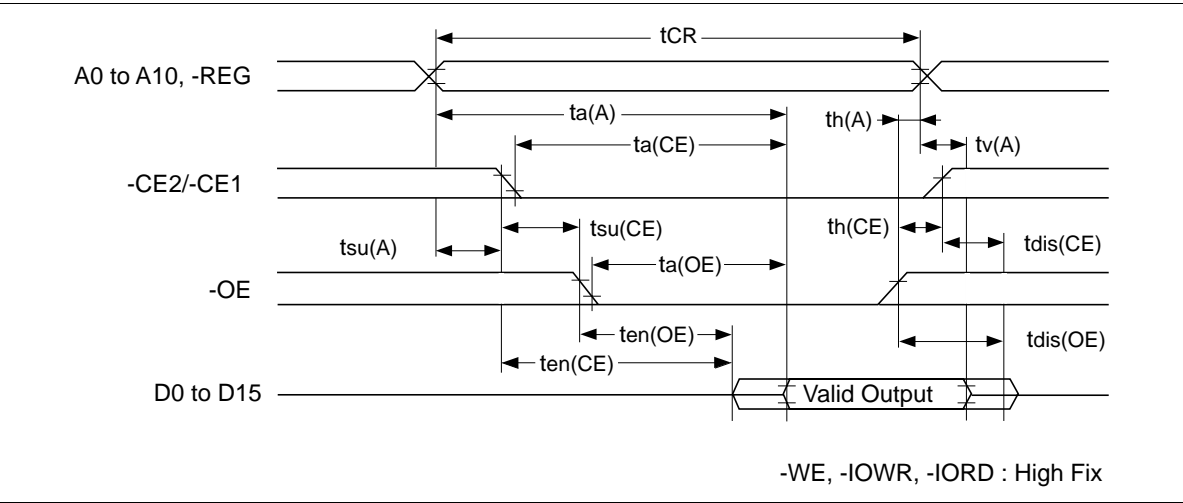 tCR
A0 to A10, -REG
ta(A)
th(A)
ta(CE)
tv(A)
-CE2/-CE1
tsu(CE)
th(CE)
tsu(A)
tdis(CE)
ta(OE)
-OE
ten(OE)
tdis(OE)
ten(CE)
D0 to D15
Valid Output
-WE, -IOWR, -IORD : High Fix